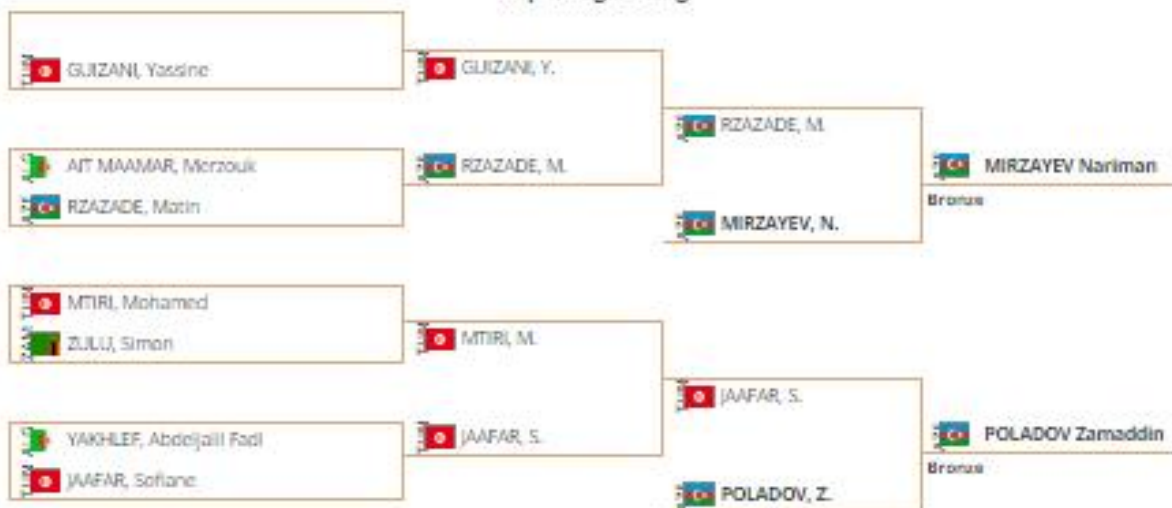 GUIZANI, Yassine
GUIZANI, Y.
RZAZADE, M.
AIT MAAMAR, Merzouk
RZAZADE, M.
MIRZAYEV Nariman
RZAZADE, Matin
Bronze
MIRZAYEV, N.
MTIRI, Mohamed
ZULU, Simon
MTIRI, M.
JAAFAR, S.
YAKHLEF, Abdeljalil Fadi
JAAFAR, S.
POLADOV Zamaddin
JAAFAR, Sofiane
Bronze
POLADOV, Z.